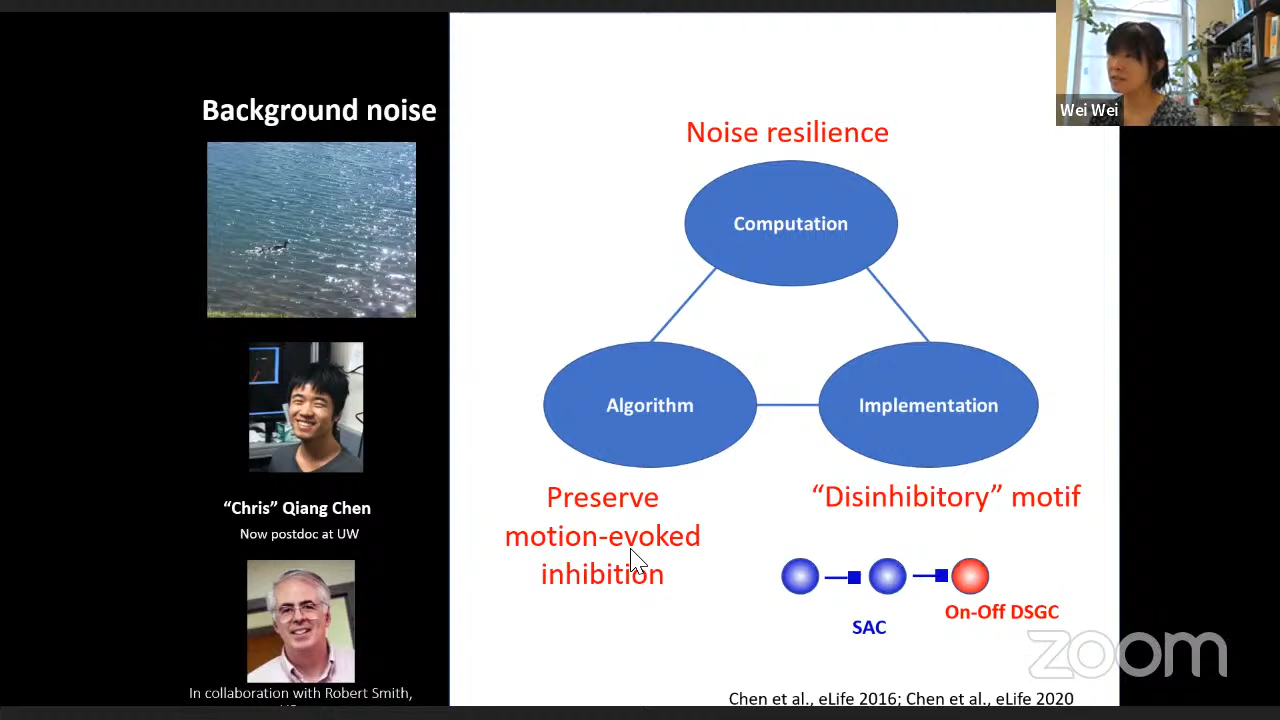 Background noise
Wei Wei
Noise resilience
Computation
Algorithm
Implementation
Preserve
motion-evoked
inhibition
“Disinhibitory” motif
SAC
On-Off DSGC
“Chris” Qiang Chen
Now postdoc at UW
In collaboration with Robert Smith,
zoom
Chen et al., eLife 2016; Chen et al., eLife 2020